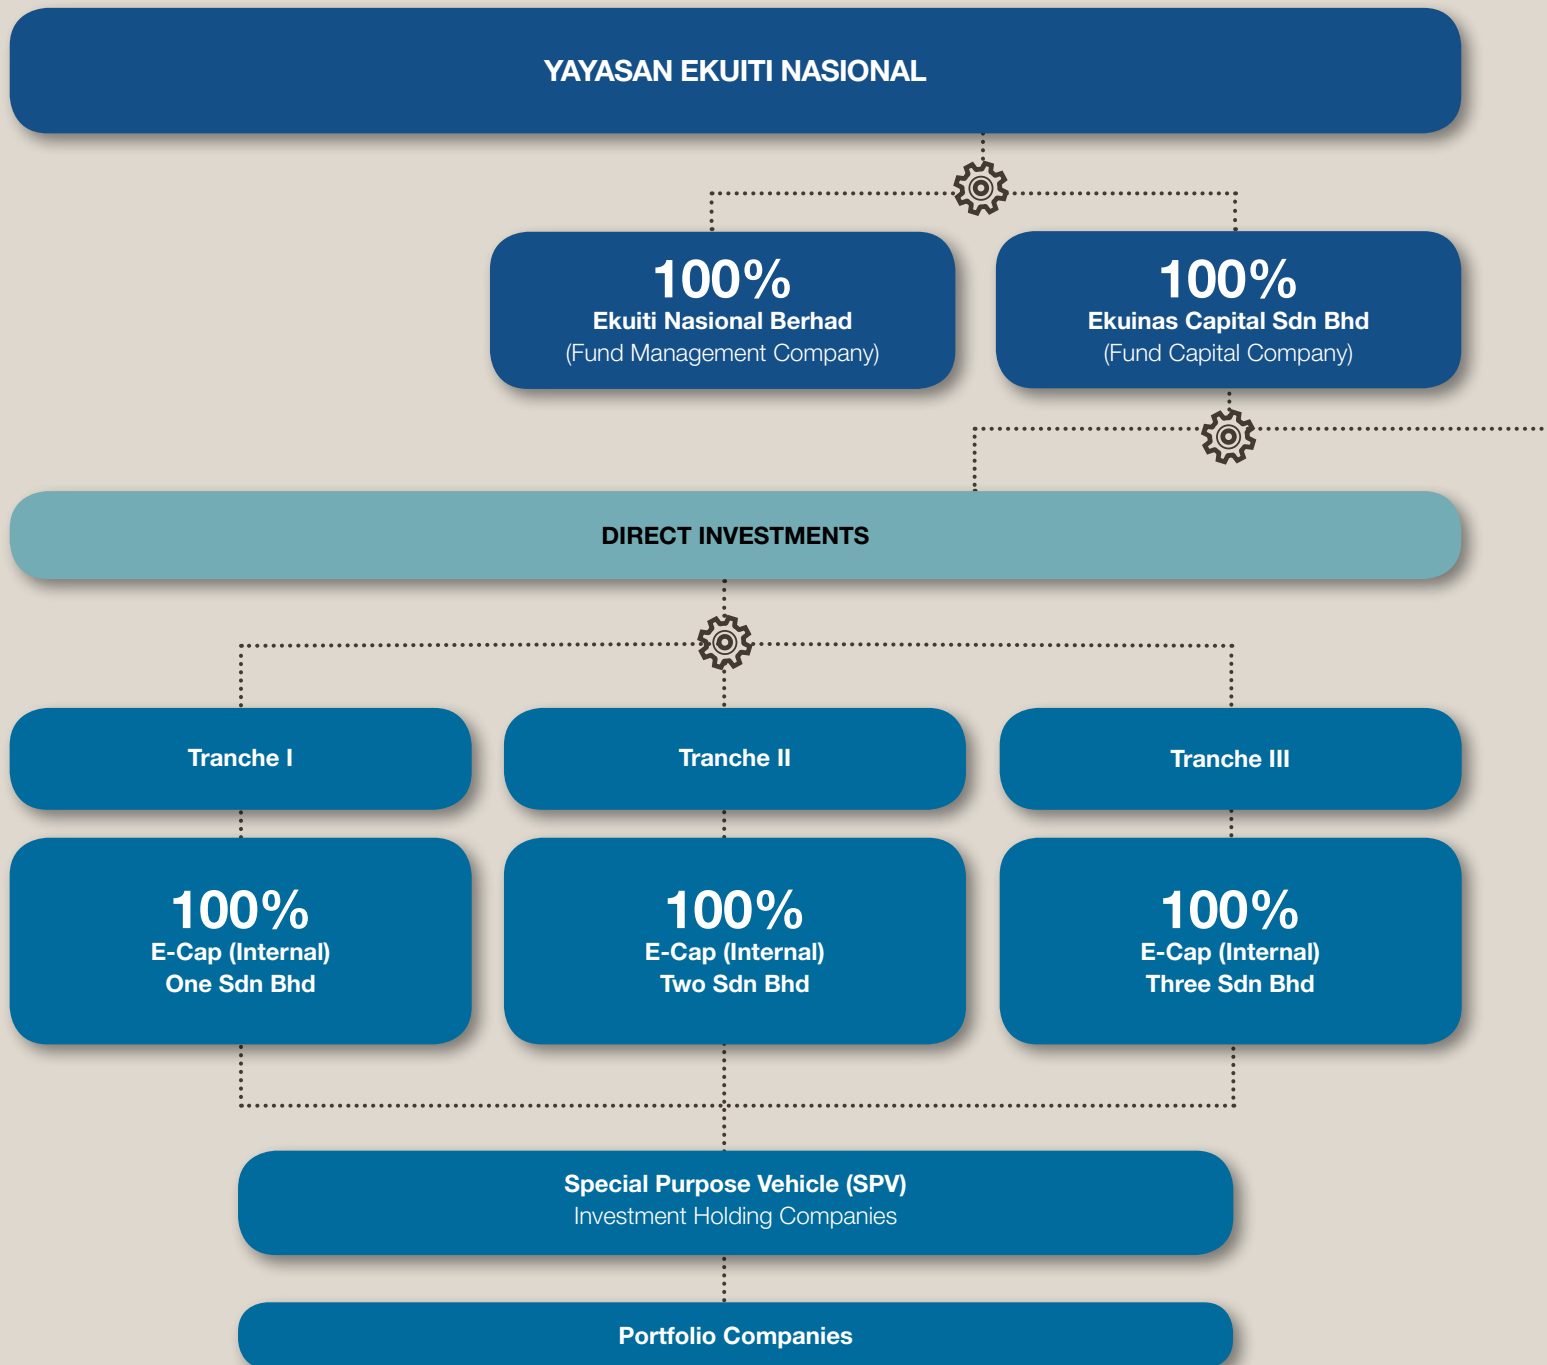 YAYASAN EKUITI NASIONAL
100%
Ekuiti Nasional Berhad
(Fund Management Company)
100%
Ekuinas Capital Sdn Bhd
(Fund Capital Company)
DIRECT INVESTMENTS
Tranche I
Tranche II
Tranche III
100%
E-Cap (Internal)
One Sdn Bhd
100%
E-Cap (Internal)
Two Sdn Bhd
100%
E-Cap (Internal)
Three Sdn Bhd
Special Purpose Vehicle (SPV)
Investment Holding Companies
Portfolio Companies